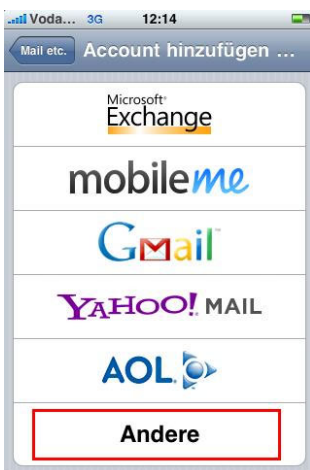 Voda... 3G 12:14
Mail etc. Account hinzufügen ...
Microsoft
Exchange
mobileme
GMail
YAHOO! MAIL
AOL
Andere